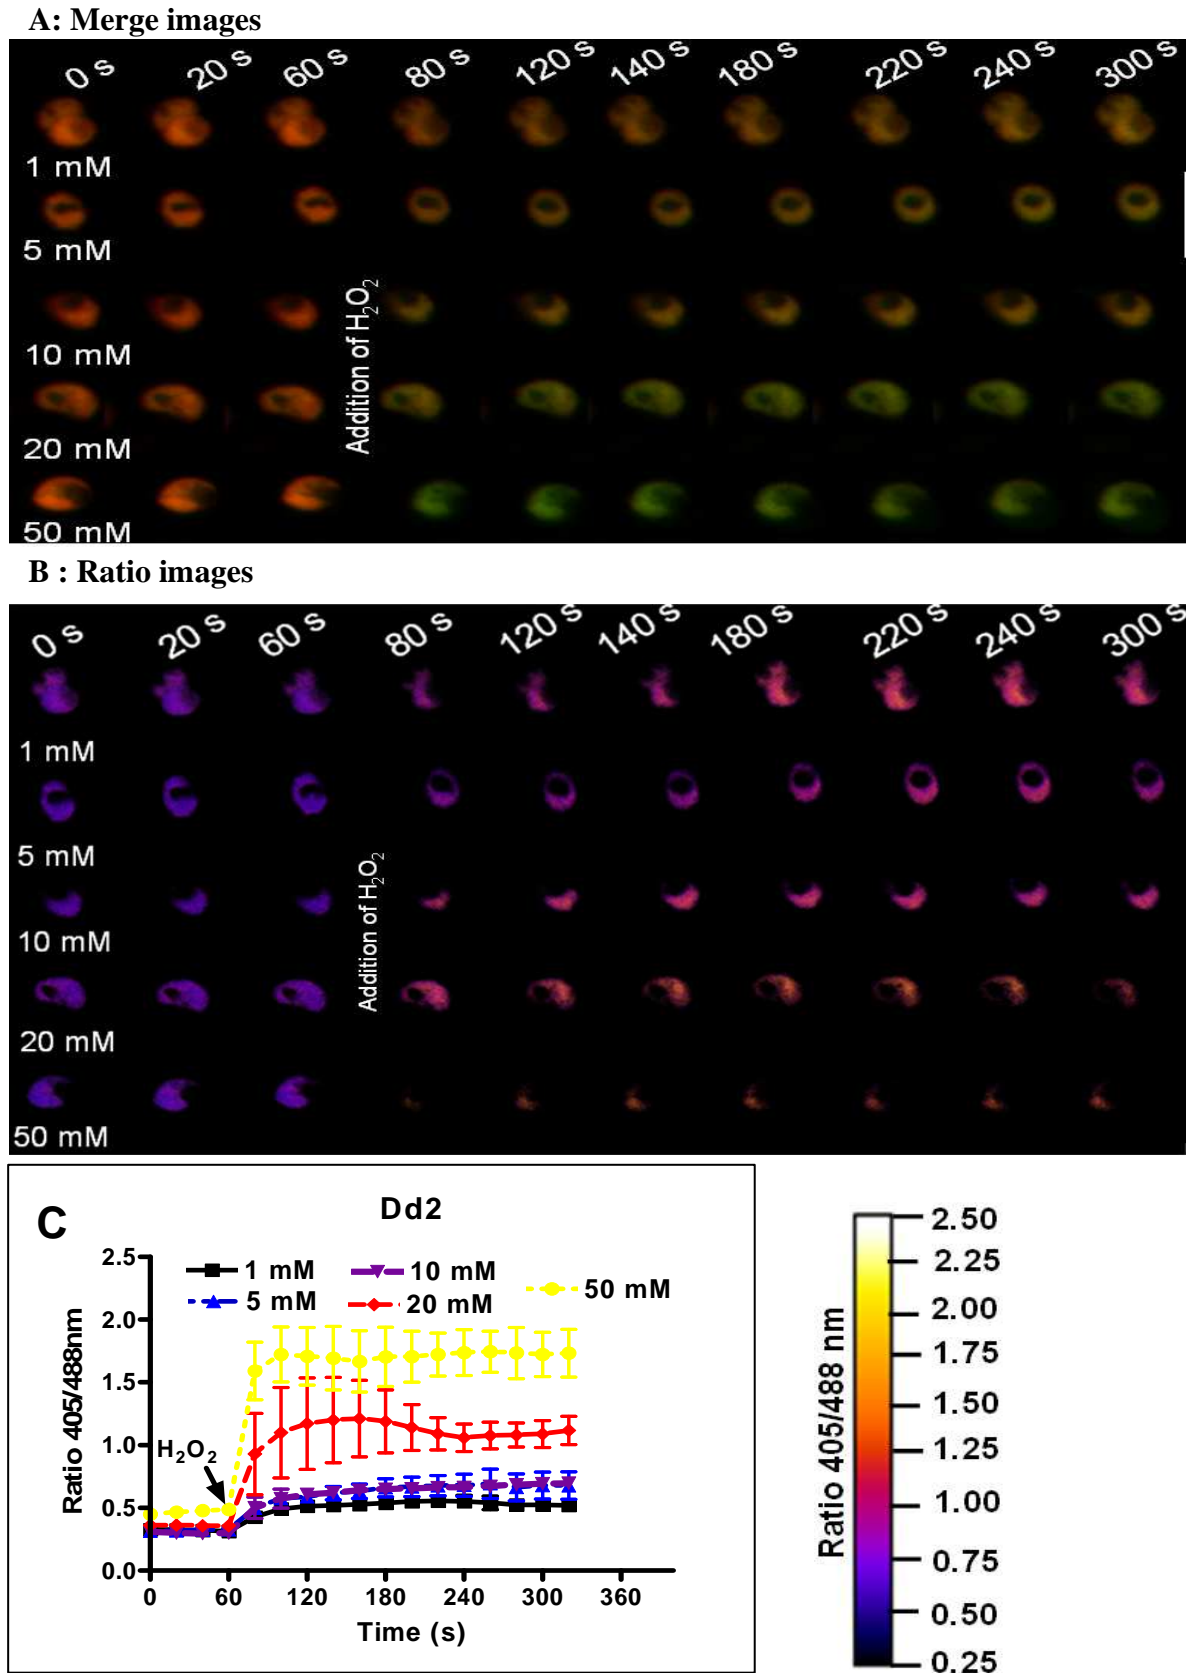 A: Merge images
0 s 20 s 60 s 80 s 120 s 140 s 180 s 220 s 240 s 300 s
1 mM
5 mM
10 mM
Addition of H₂O₂
20 mM
50 mM
B : Ratio images
0 s 20 s 60 s 80 s 120 s 140 s 180 s 220 s 240 s 300 s
1 mM
5 mM
10 mM
Addition of H₂O₂
20 mM
50 mM
C
Dd2
1 mM 10 mM 50 mM
5 mM 20 mM
H₂O₂
Ratio 405/488nm
2.5
2.0
1.5
1.0
0.5
0.0
0 60 120 180 240 300 360
Time (s)
Ratio 405/488 nm
2.50
2.25
2.00
1.75
1.50
1.25
1.00
0.75
0.50
0.25